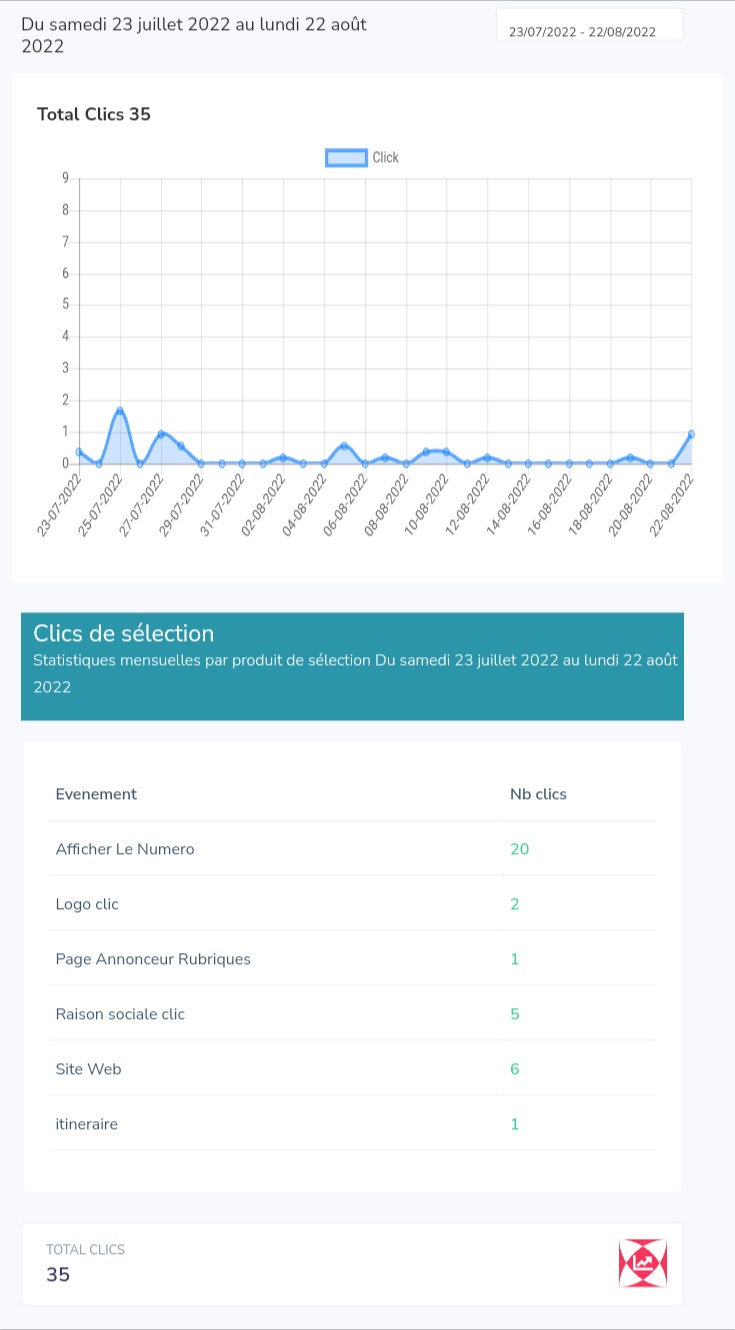 Du samedi 23 juillet 2022 au lundi 22 août
2022
23/07/2022 - 22/08/2022
Total Clics 35
Click
9
8
7
6
5
4
3
2
1
0
23-07-2022
25-07-2022
27-07-2022
29-07-2022
31-07-2022
02-08-2022
04-08-2022
06-08-2022
08-08-2022
10-08-2022
12-08-2022
14-08-2022
16-08-2022
18-08-2022
20-08-2022
22-08-2022
Clics de sélection
Statistiques mensuelles par produit de sélection Du samedi 23 juillet 2022 au lundi 22 août
2022
Evenement Nb clics
Afficher Le Numero 20
Logo clic 2
Page Annonceur Rubriques 1
Raison sociale clic 5
Site Web 6
itineraire 1
TOTAL CLICS
35